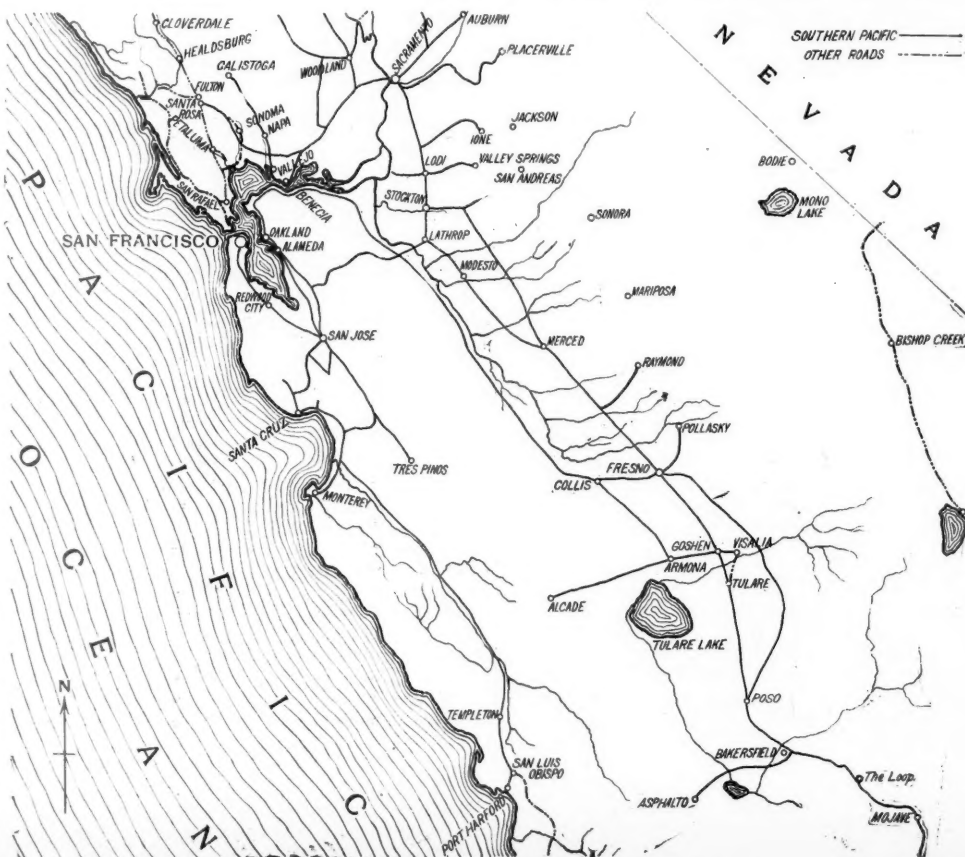 CLOVERDALE
AUBURN
HEALDSBURG
CALISTOGA
WOODLAND
SACRAMENTO
PLACERVILLE
SOUTHERN PACIFIC
OTHER ROADS
NEVADA
FULTON
SANTA ROSA
SONOMA
NAPA
PETALUMA
JACKSON
IONE
VALLEJO
LODI
VALLEY SPRINGS
SAN ANDREAS
BODIE
SAN RAFAEL
BENECIA
STOCKTON
SONORA
MONO
LAKE
SAN FRANCISCO
OAKLAND
ALAMEDA
LATHROP
MODESTO
REDWOOD
CITY
MARIPOSA
SAN JOSE
MERCED
BISHOP CREEK
RAYMOND
SANTA CRUZ
POLLASKY
TRES PINOS
FRESNO
COLLIS
MONTEREY
GOSHEN
VISALIA
ARMONA
TULARE
ALCADE
TULARE LAKE
PACIFIC
OCEAN
N
POSO
TEMPLETON
BAKERSFIELD
SAN LUIS
OBISPO
The Loop.
ASPHALTO
PORT HARFORD
MOJAVE